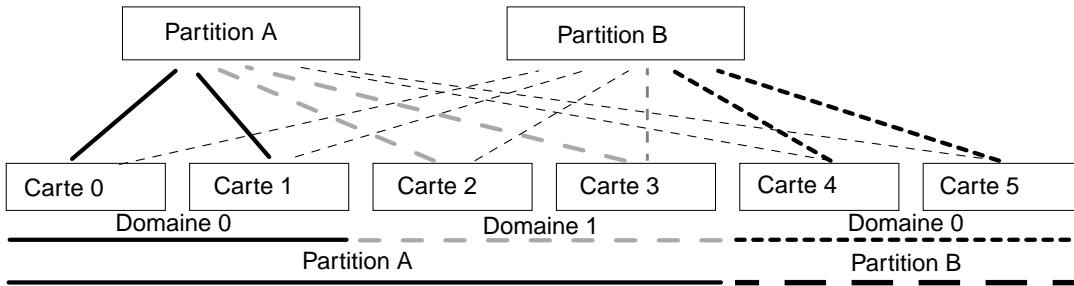 Partition A
Partition B
Carte 0
Carte 1
Carte 2
Carte 3
Carte 4
Carte 5
Domaine 0
Domaine 1
Domaine 0
Partition A
Partition B